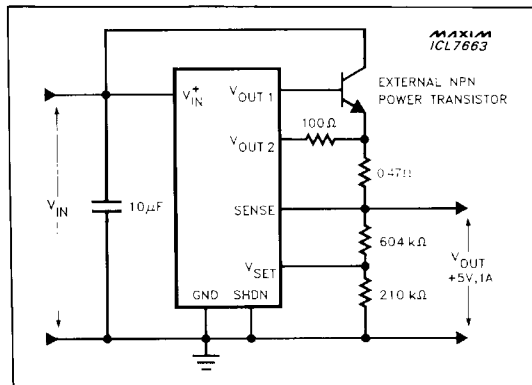 MAXIM
ICL7663
EXTERNAL NPN
POWER TRANSISTOR
V+IN
VOUT 1
100Ω
VOUT 2
0.47Ω
VIN
10µF
SENSE
604 kΩ
VSET
VOUT
+5V, 1A
210 kΩ
GND
SHDN